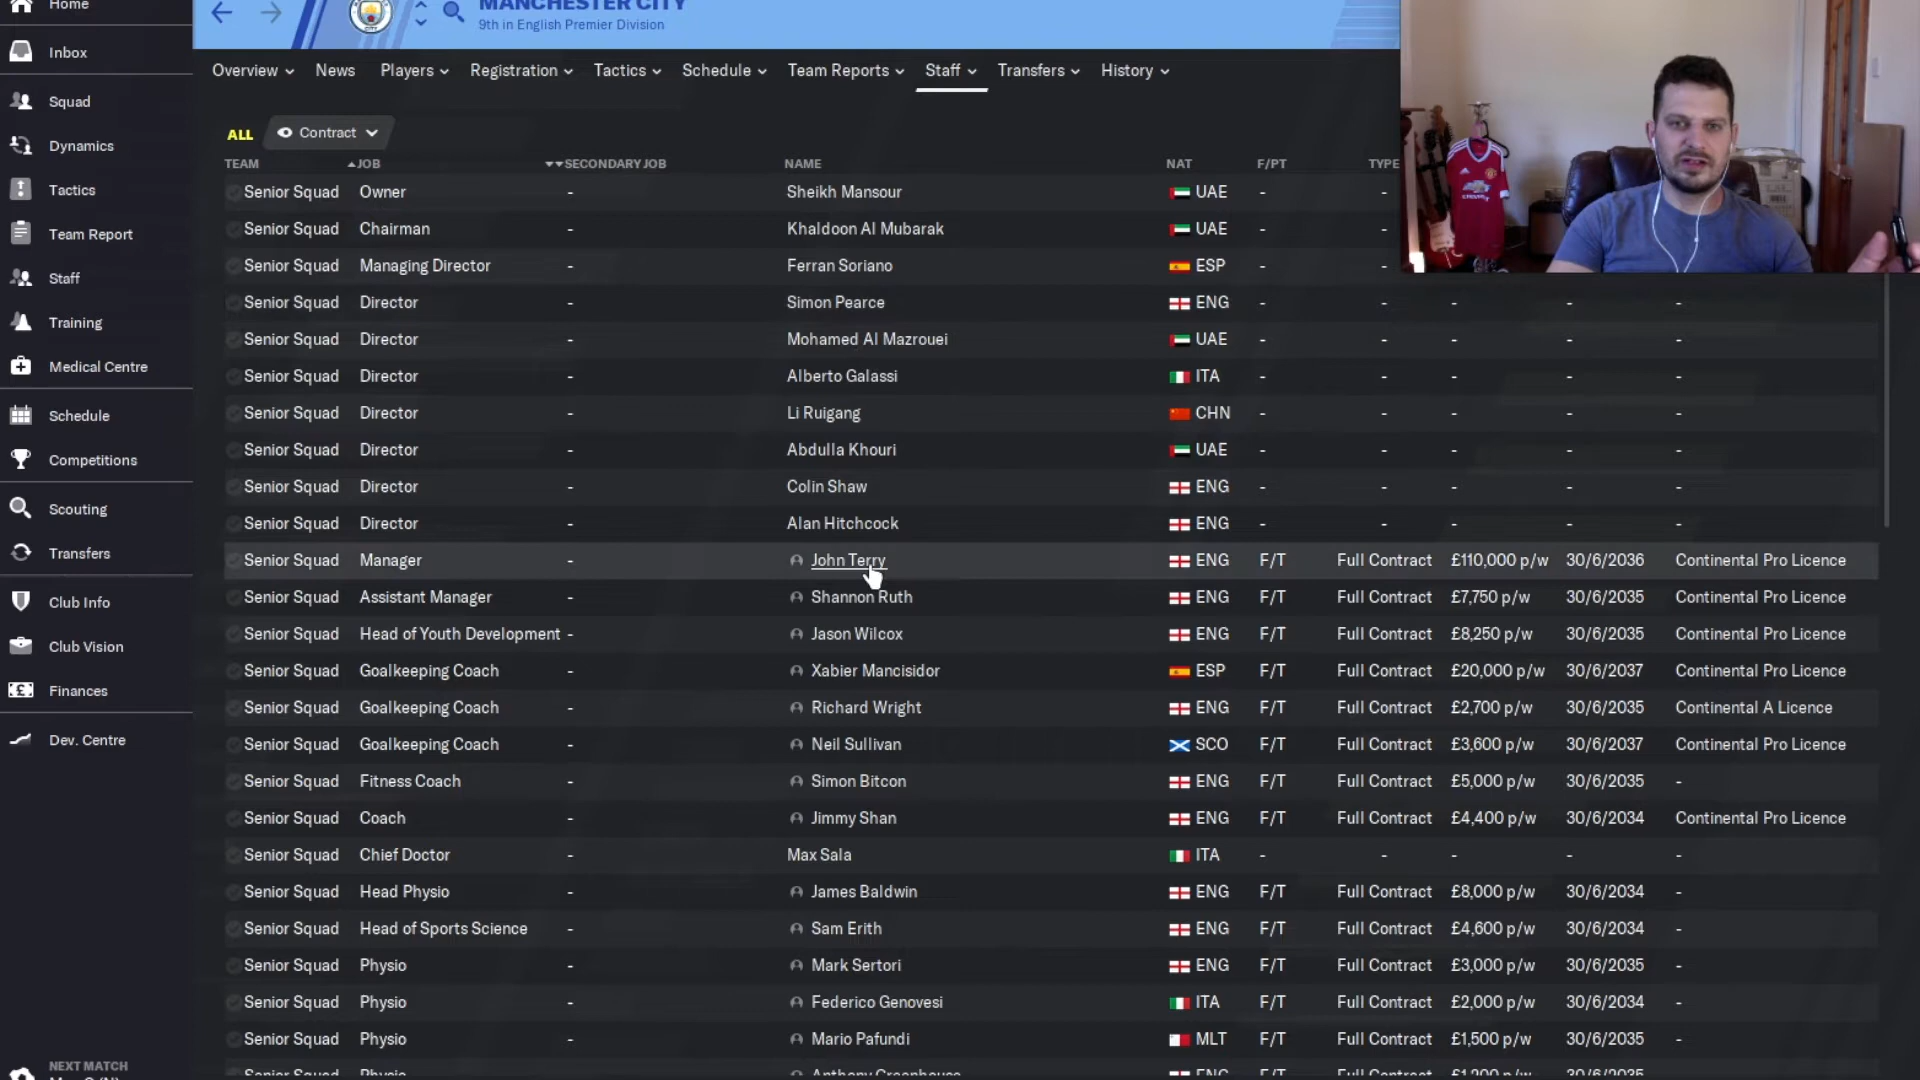 Home
MANCHESTER CITY
9th in English Premier Division
Inbox
Overview News Players Registration Tactics Schedule Team Reports Staff Transfers History
Squad
Dynamics
Tactics
Team Report
Staff
Training
Medical Centre
Schedule
Competitions
Scouting
Transfers
Club Info
Club Vision
Finances
Dev. Centre
NEXT MATCH
ALL Contract
TEAM JOB SECONDARY JOB NAME NAT F/PT TYPE
Senior Squad Owner - Sheikh Mansour UAE - -
Senior Squad Chairman - Khaldoon Al Mubarak UAE - -
Senior Squad Managing Director - Ferran Soriano ESP - -
Senior Squad Director - Simon Pearce ENG - - - - -
Senior Squad Director - Mohamed Al Mazrouei UAE - - - - -
Senior Squad Director - Alberto Galassi ITA - - - - -
Senior Squad Director - Li Ruigang CHN - - - - -
Senior Squad Director - Abdulla Khouri UAE - - - - -
Senior Squad Director - Colin Shaw ENG - - - - -
Senior Squad Director - Alan Hitchcock ENG - - - - -
Senior Squad Manager - John Terry ENG F/T Full Contract £110,000 p/w 30/6/2036 Continental Pro Licence
Senior Squad Assistant Manager - Shannon Ruth ENG F/T Full Contract £7,750 p/w 30/6/2035 Continental Pro Licence
Senior Squad Head of Youth Development - Jason Wilcox ENG F/T Full Contract £8,250 p/w 30/6/2035 Continental Pro Licence
Senior Squad Goalkeeping Coach - Xabier Mancisidor ESP F/T Full Contract £20,000 p/w 30/6/2037 Continental Pro Licence
Senior Squad Goalkeeping Coach - Richard Wright ENG F/T Full Contract £2,700 p/w 30/6/2035 Continental A Licence
Senior Squad Goalkeeping Coach - Neil Sullivan SCO F/T Full Contract £3,600 p/w 30/6/2037 Continental Pro Licence
Senior Squad Fitness Coach - Simon Bitcon ENG F/T Full Contract £5,000 p/w 30/6/2035 -
Senior Squad Coach - Jimmy Shan ENG F/T Full Contract £4,400 p/w 30/6/2034 Continental Pro Licence
Senior Squad Chief Doctor - Max Sala ITA - - - - -
Senior Squad Head Physio - James Baldwin ENG F/T Full Contract £8,000 p/w 30/6/2034 -
Senior Squad Head of Sports Science - Sam Erith ENG F/T Full Contract £4,600 p/w 30/6/2034 -
Senior Squad Physio - Mark Sertori ENG F/T Full Contract £3,000 p/w 30/6/2035 -
Senior Squad Physio - Federico Genovesi ITA F/T Full Contract £2,000 p/w 30/6/2034 -
Senior Squad Physio - Mario Pafundi MLT F/T Full Contract £1,500 p/w 30/6/2035 -
Senior Squad Physio - Anthony Greenhouse ENG F/T Full Contract £1,200 p/w 30/6/2035